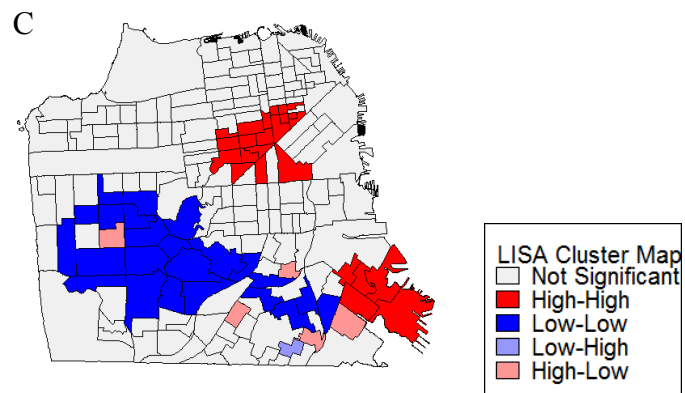 C
LISA Cluster Map
Not Significant
High-High
Low-Low
Low-High
High-Low